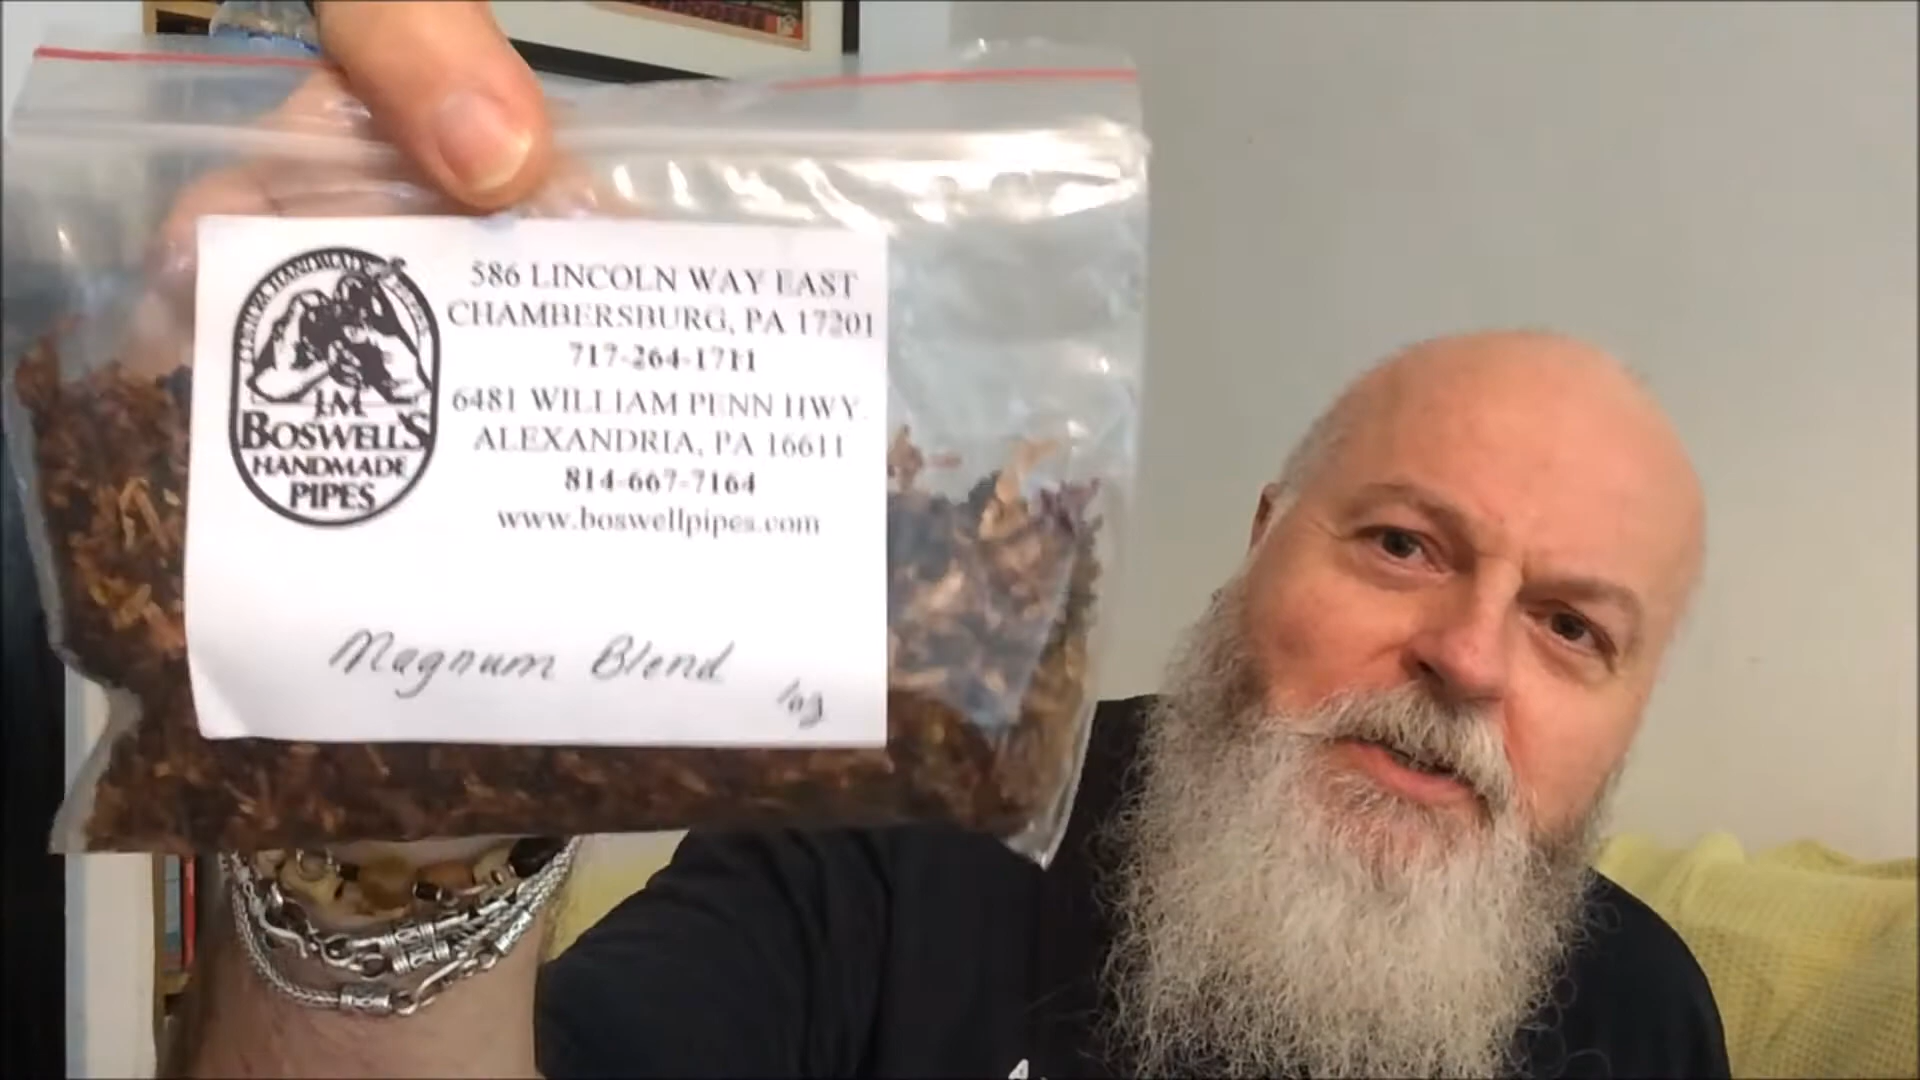 586 LINCOLN WAY EAST
CHAMBERSBURG, PA 17201
717-264-1711
6481 WILLIAM PENN HWY.
ALEXANDRIA, PA 16611
814-667-7164
www.boswellpipes.com
J.M.
BOSWELL'S
HANDMADE
PIPES
Magnum Blend
1oz